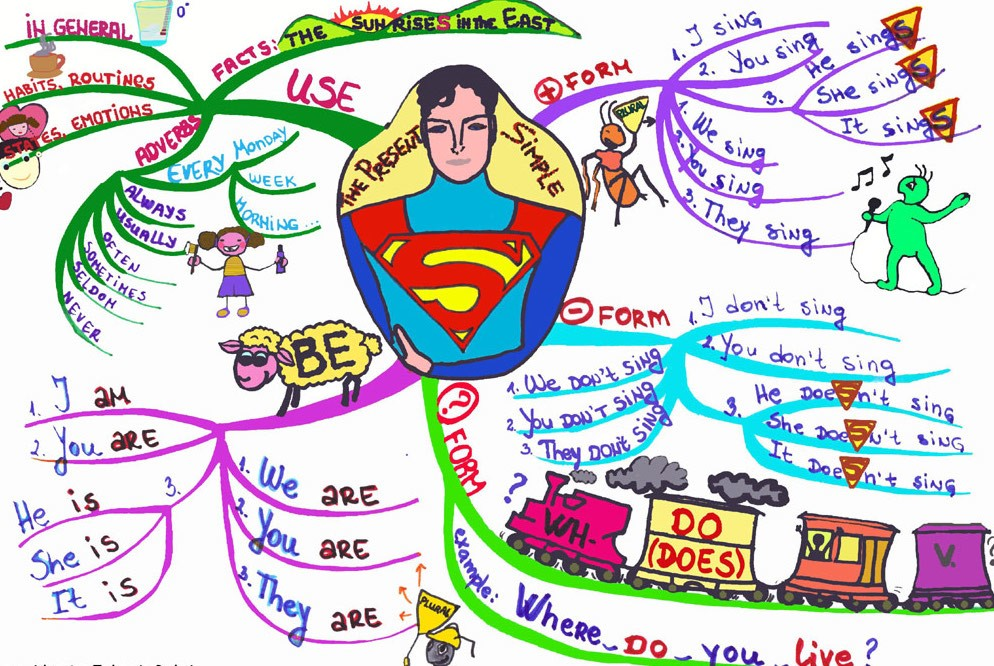 THE PRESENT SIMPLE
USE
IN GENERAL
HABITS, ROUTINES
STATES, EMOTIONS
FACTS: THE SUN RISES IN THE EAST
ADVERBS
EVERY MONDAY
WEEK
MORNING...
ALWAYS
USUALLY
OFTEN
SOMETIMES
SELDOM
NEVER
+ FORM
1. I sing
2. You sing
3.
He singS
She singS
It singS
PLURAL
1. We sing
2. You sing
3. They sing
- FORM
1. I don't sing
2. You don't sing
3.
He DoeSn't sing
She DoeSn't sing
It DoeSn't sing
1. We DON'T sing
2. You DON'T sing
3. They DON't sing
? FORM
?
WH-
DO
(DOES)
V.
?
example:
Where DO you live?
BE
1. I AM
2. You ARE
3.
He is
She is
It is
1. We ARE
2. You ARE
3. They ARE
PLURAL